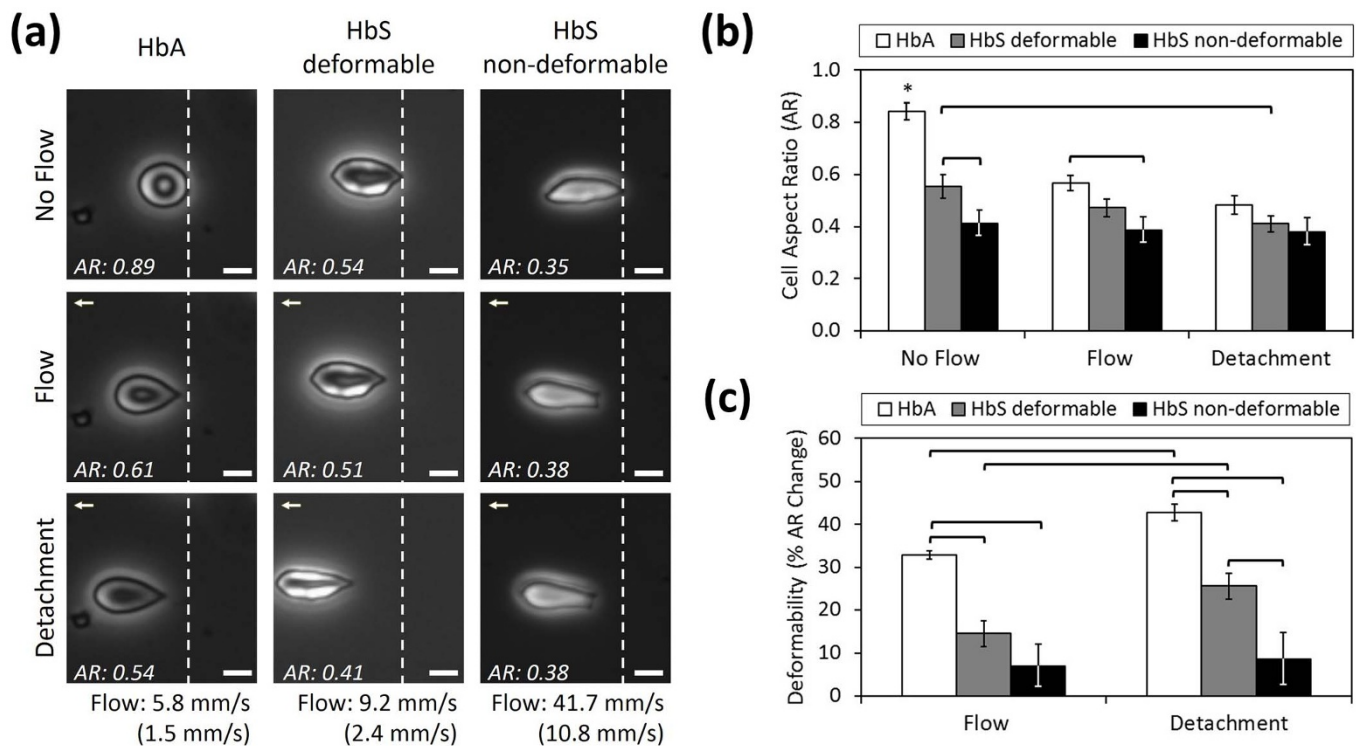 (a)
HbA
HbS
deformable
HbS
non-deformable
No Flow
AR: 0.89
AR: 0.54
AR: 0.35
Flow
AR: 0.61
AR: 0.51
AR: 0.38
Detachment
AR: 0.54
AR: 0.41
AR: 0.38
Flow: 5.8 mm/s
(1.5 mm/s)
Flow: 9.2 mm/s
(2.4 mm/s)
Flow: 41.7 mm/s
(10.8 mm/s)
(b)
HbA HbS deformable HbS non-deformable
Cell Aspect Ratio (AR)
1.0
0.8
0.6
0.4
0.2
0.0
*
No Flow Flow Detachment
(c)
HbA HbS deformable HbS non-deformable
Deformability (% AR Change)
60
50
40
30
20
10
0
Flow Detachment